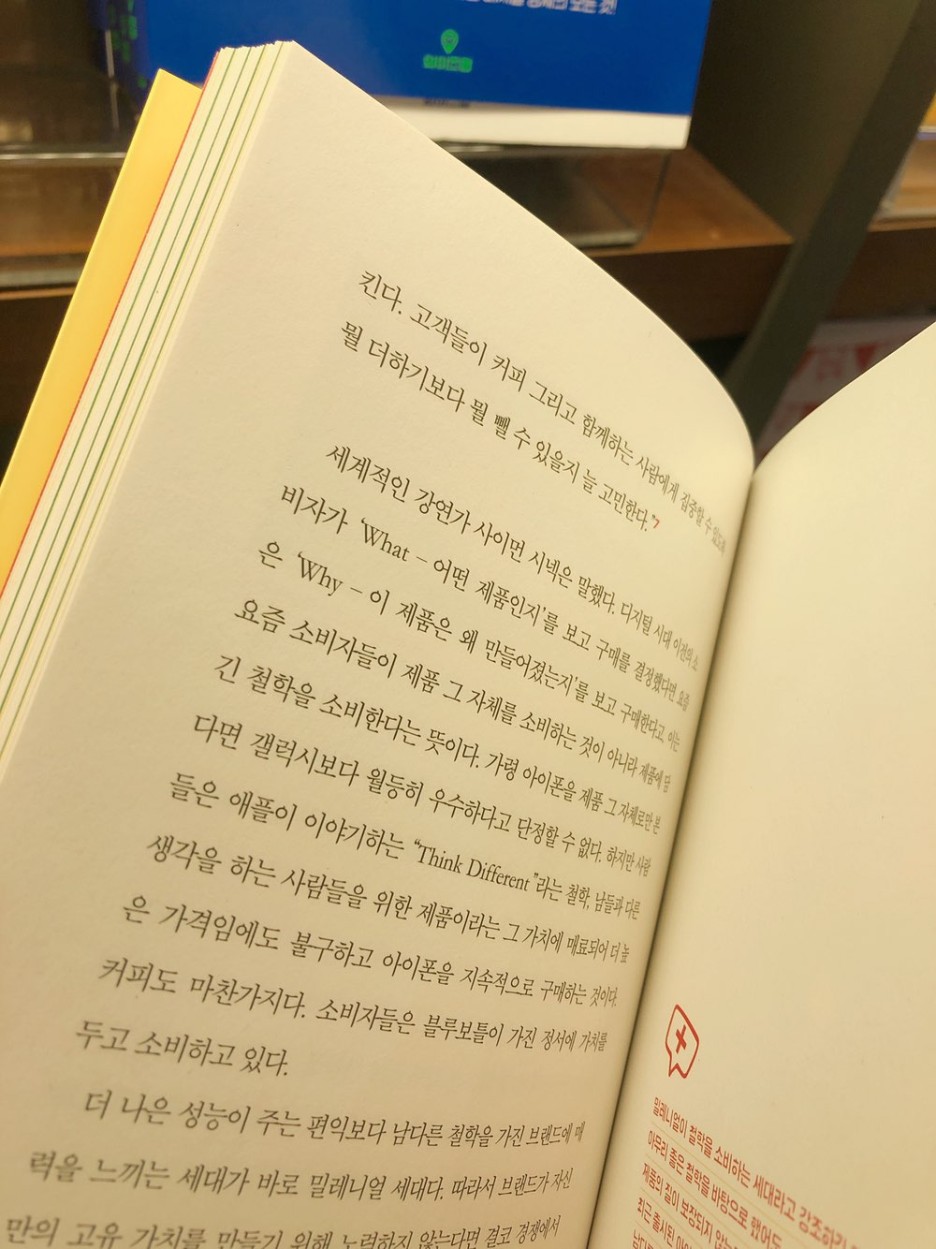 킨다. 고객들이 커피 그리고 함께하는 사람에게 집중할 수 있도록
뭘 더하기보다 뭘 뺄 수 있을지 늘 고민한다.”7
세계적인 강연가 사이먼 시넥은 말했다. 디지털 시대 이전의 소
비자가 ‘What – 어떤 제품인지’를 보고 구매를 결정했다면 요즘
은 ‘Why – 이 제품은 왜 만들어졌는지’를 보고 구매한다고. 이는
요즘 소비자들이 제품 그 자체를 소비하는 것이 아니라 제품에 담
긴 철학을 소비한다는 뜻이다. 가령 아이폰을 제품 그 자체로만 본
다면 갤럭시보다 월등히 우수하다고 단정할 수 없다. 하지만 사람
들은 애플이 이야기하는 “Think Different”라는 철학, 남들과 다른
생각을 하는 사람들을 위한 제품이라는 그 가치에 매료되어 더 높
은 가격임에도 불구하고 아이폰을 지속적으로 구매하는 것이다.
커피도 마찬가지다. 소비자들은 블루보틀이 가진 정서에 가치를
두고 소비하고 있다.
더 나은 성능이 주는 편익보다 남다른 철학을 가진 브랜드에 매
력을 느끼는 세대가 바로 밀레니얼 세대다. 따라서 브랜드가 자신
만의 고유 가치를 만들기 위해 노력하지 않는다면 결코 경쟁에서
밀레니얼이 철학을 소비하는 세대라고 강조하기
아무리 좋은 철학을 바탕으로 했어도
제품의 질이 보장되지 않는
최근 출시된